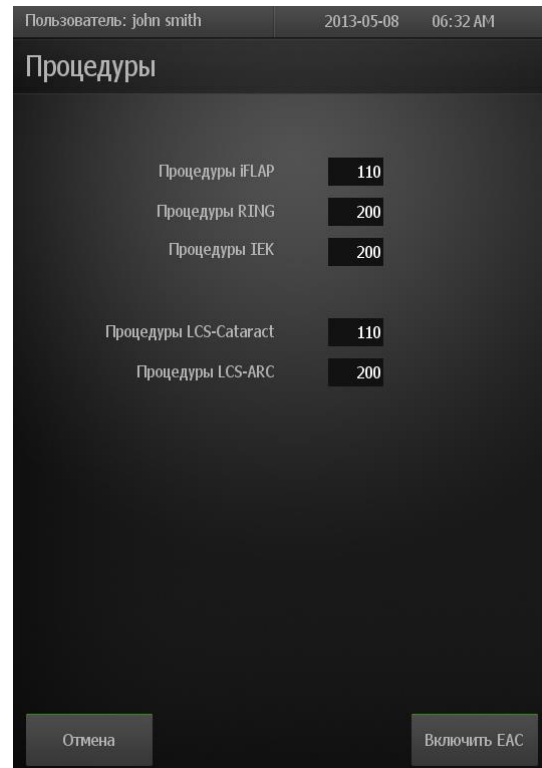 Пользователь: john smith 2013-05-08 06:32 AM
Процедуры
Процедуры iFLAP 110
Процедуры RING 200
Процедуры IEK 200
Процедуры LCS-Cataract 110
Процедуры LCS-ARC 200
Отмена Включить EAC